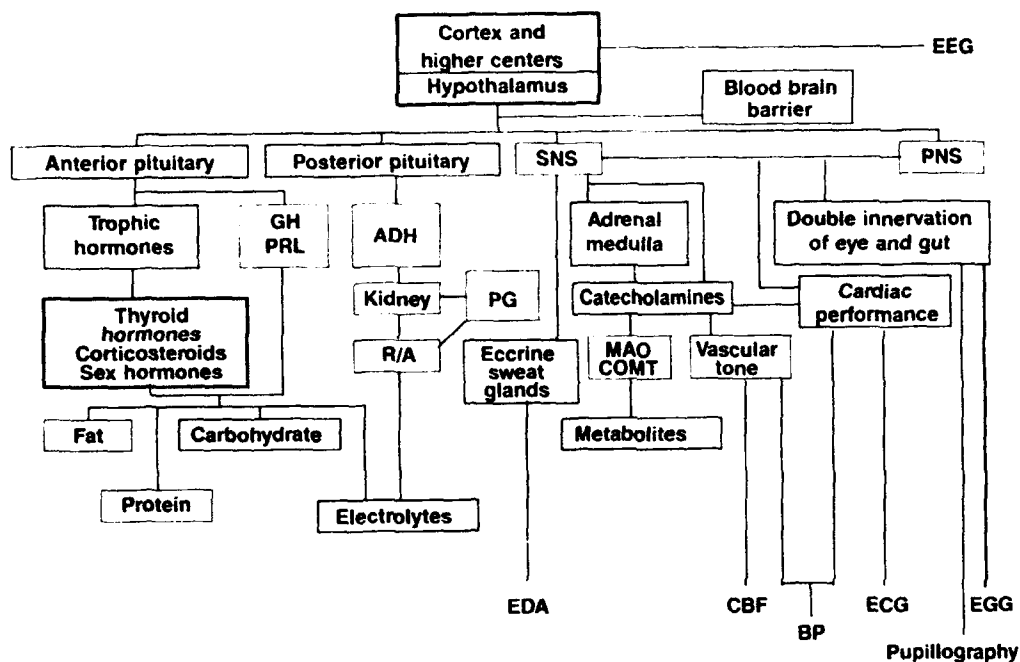 Cortex and
higher centers
Hypothalamus
EEG
Blood brain
barrier
Anterior pituitary
Posterior pituitary
SNS
PNS
Trophic
hormones
GH
PRL
ADH
Adrenal
medulla
Double innervation
of eye and gut
Kidney
PG
Catecholamines
Cardiac
performance
Thyroid
hormones
Corticosteroids
Sex hormones
R/A
Eccrine
sweat
glands
MAO
COMT
Vascular
tone
Fat
Carbohydrate
Metabolites
Protein
Electrolytes
EDA
CBF
BP
ECG
EGG
Pupillography